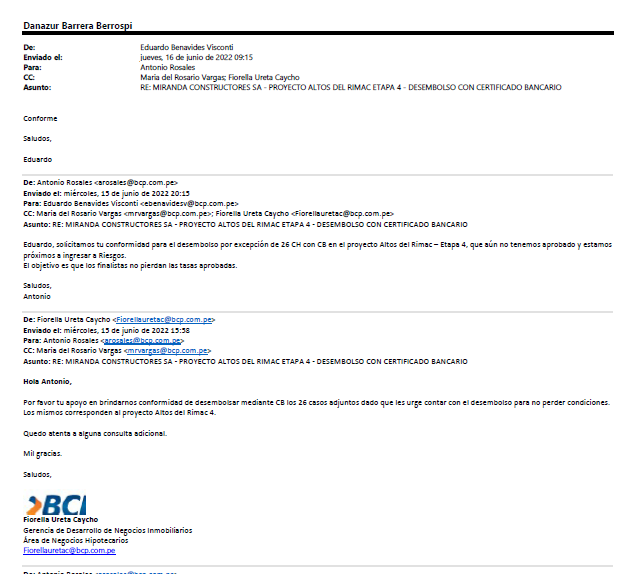 Danazur Barrera Berrospi
De: Eduardo Benavides Visconti
Enviado el: jueves, 16 de junio de 2022 09:15
Para: Antonio Rosales
CC: Maria del Rosario Vargas; Fiorella Ureta Caycho
Asunto: RE: MIRANDA CONSTRUCTORES SA - PROYECTO ALTOS DEL RIMAC ETAPA 4 - DESEMBOLSO CON CERTIFICADO BANCARIO
Conforme
Saludos,
Eduardo
De: Antonio Rosales <arosales@bcp.com.pe>
Enviado el: miércoles, 15 de junio de 2022 20:15
Para: Eduardo Benavides Visconti <ebenavidesv@bcp.com.pe>
CC: Maria del Rosario Vargas <mrvargas@bcp.com.pe>; Fiorella Ureta Caycho <Fiorellauretac@bcp.com.pe>
Asunto: RE: MIRANDA CONSTRUCTORES SA - PROYECTO ALTOS DEL RIMAC ETAPA 4 - DESEMBOLSO CON CERTIFICADO BANCARIO
Eduardo, solicitamos tu conformidad para el desembolso por excepción de 26 CH con CB en el proyecto Altos del Rimac – Etapa 4, que aún no tenemos aprobado y estamos
próximos a ingresar a Riesgos.
El objetivo es que los finalistas no pierdan las tasas aprobadas.
Saludos,
Antonio
De: Fiorella Ureta Caycho <Fiorellauretac@bcp.com.pe>
Enviado el: miércoles, 15 de junio de 2022 15:58
Para: Antonio Rosales <arosales@bcp.com.pe>
CC: Maria del Rosario Vargas <mrvargas@bcp.com.pe>
Asunto: RE: MIRANDA CONSTRUCTORES SA - PROYECTO ALTOS DEL RIMAC ETAPA 4 - DESEMBOLSO CON CERTIFICADO BANCARIO
Hola Antonio,
Por favor tu apoyo en brindarnos conformidad de desembolsar mediante CB los 26 casos adjuntos dado que les urge contar con el desembolso para no perder condiciones.
Los mismos corresponden al proyecto Altos del Rimac 4.
Quedo atenta a alguna consulta adicional.
Mil gracias.
Saludos,
Fiorella Ureta Caycho
Gerencia de Desarrollo de Negocios Inmobiliarios
Área de Negocios Hipotecarios
Fiorellauretac@bcp.com.pe